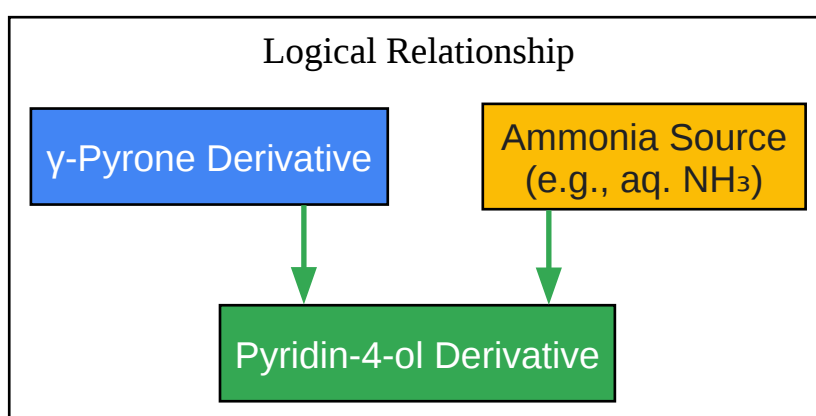 Logical Relationship
γ-Pyrone Derivative
Ammonia Source
(e.g., aq. NH₃)
Pyridin-4-ol Derivative